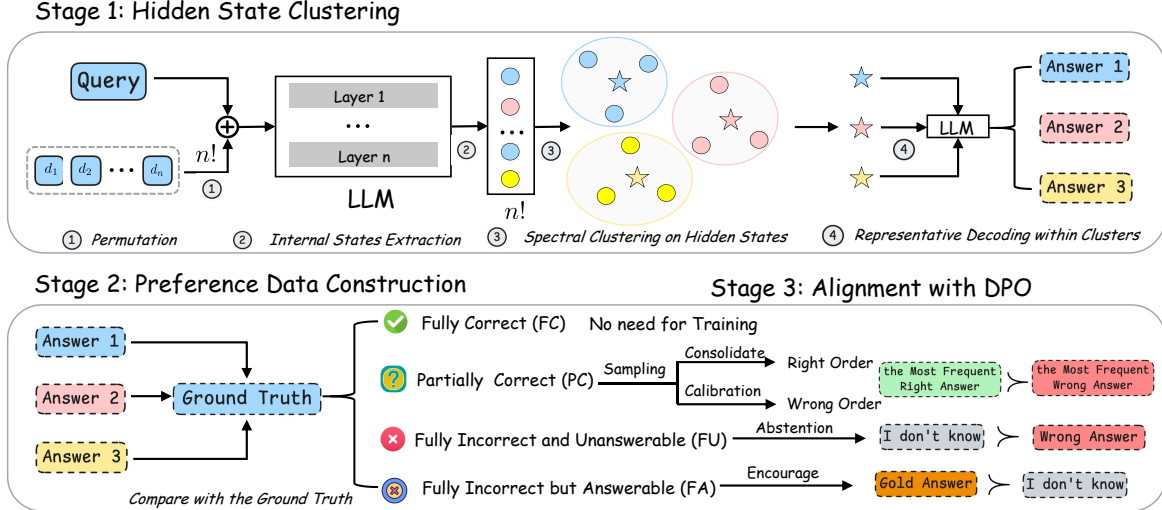 Stage 1: Hidden State Clustering
Query
d1 d2 ··· dn
n!
1
Layer 1
...
Layer n
LLM
2
...
n!
3
LLM
4
Answer 1
Answer 2
Answer 3
1 Permutation
2 Internal States Extraction
3 Spectral Clustering on Hidden States
4 Representative Decoding within Clusters
Stage 2: Preference Data Construction
Stage 3: Alignment with DPO
Answer 1
Answer 2
Answer 3
Ground Truth
Compare with the Ground Truth
Fully Correct (FC) No need for Training
? Partially Correct (PC)
Sampling
Consolidate
Calibration
Right Order
Wrong Order
the Most Frequent
Right Answer
the Most Frequent
Wrong Answer
Fully Incorrect and Unanswerable (FU)
Abstention
I don't know
Wrong Answer
Fully Incorrect but Answerable (FA)
Encourage
Gold Answer
I don't know